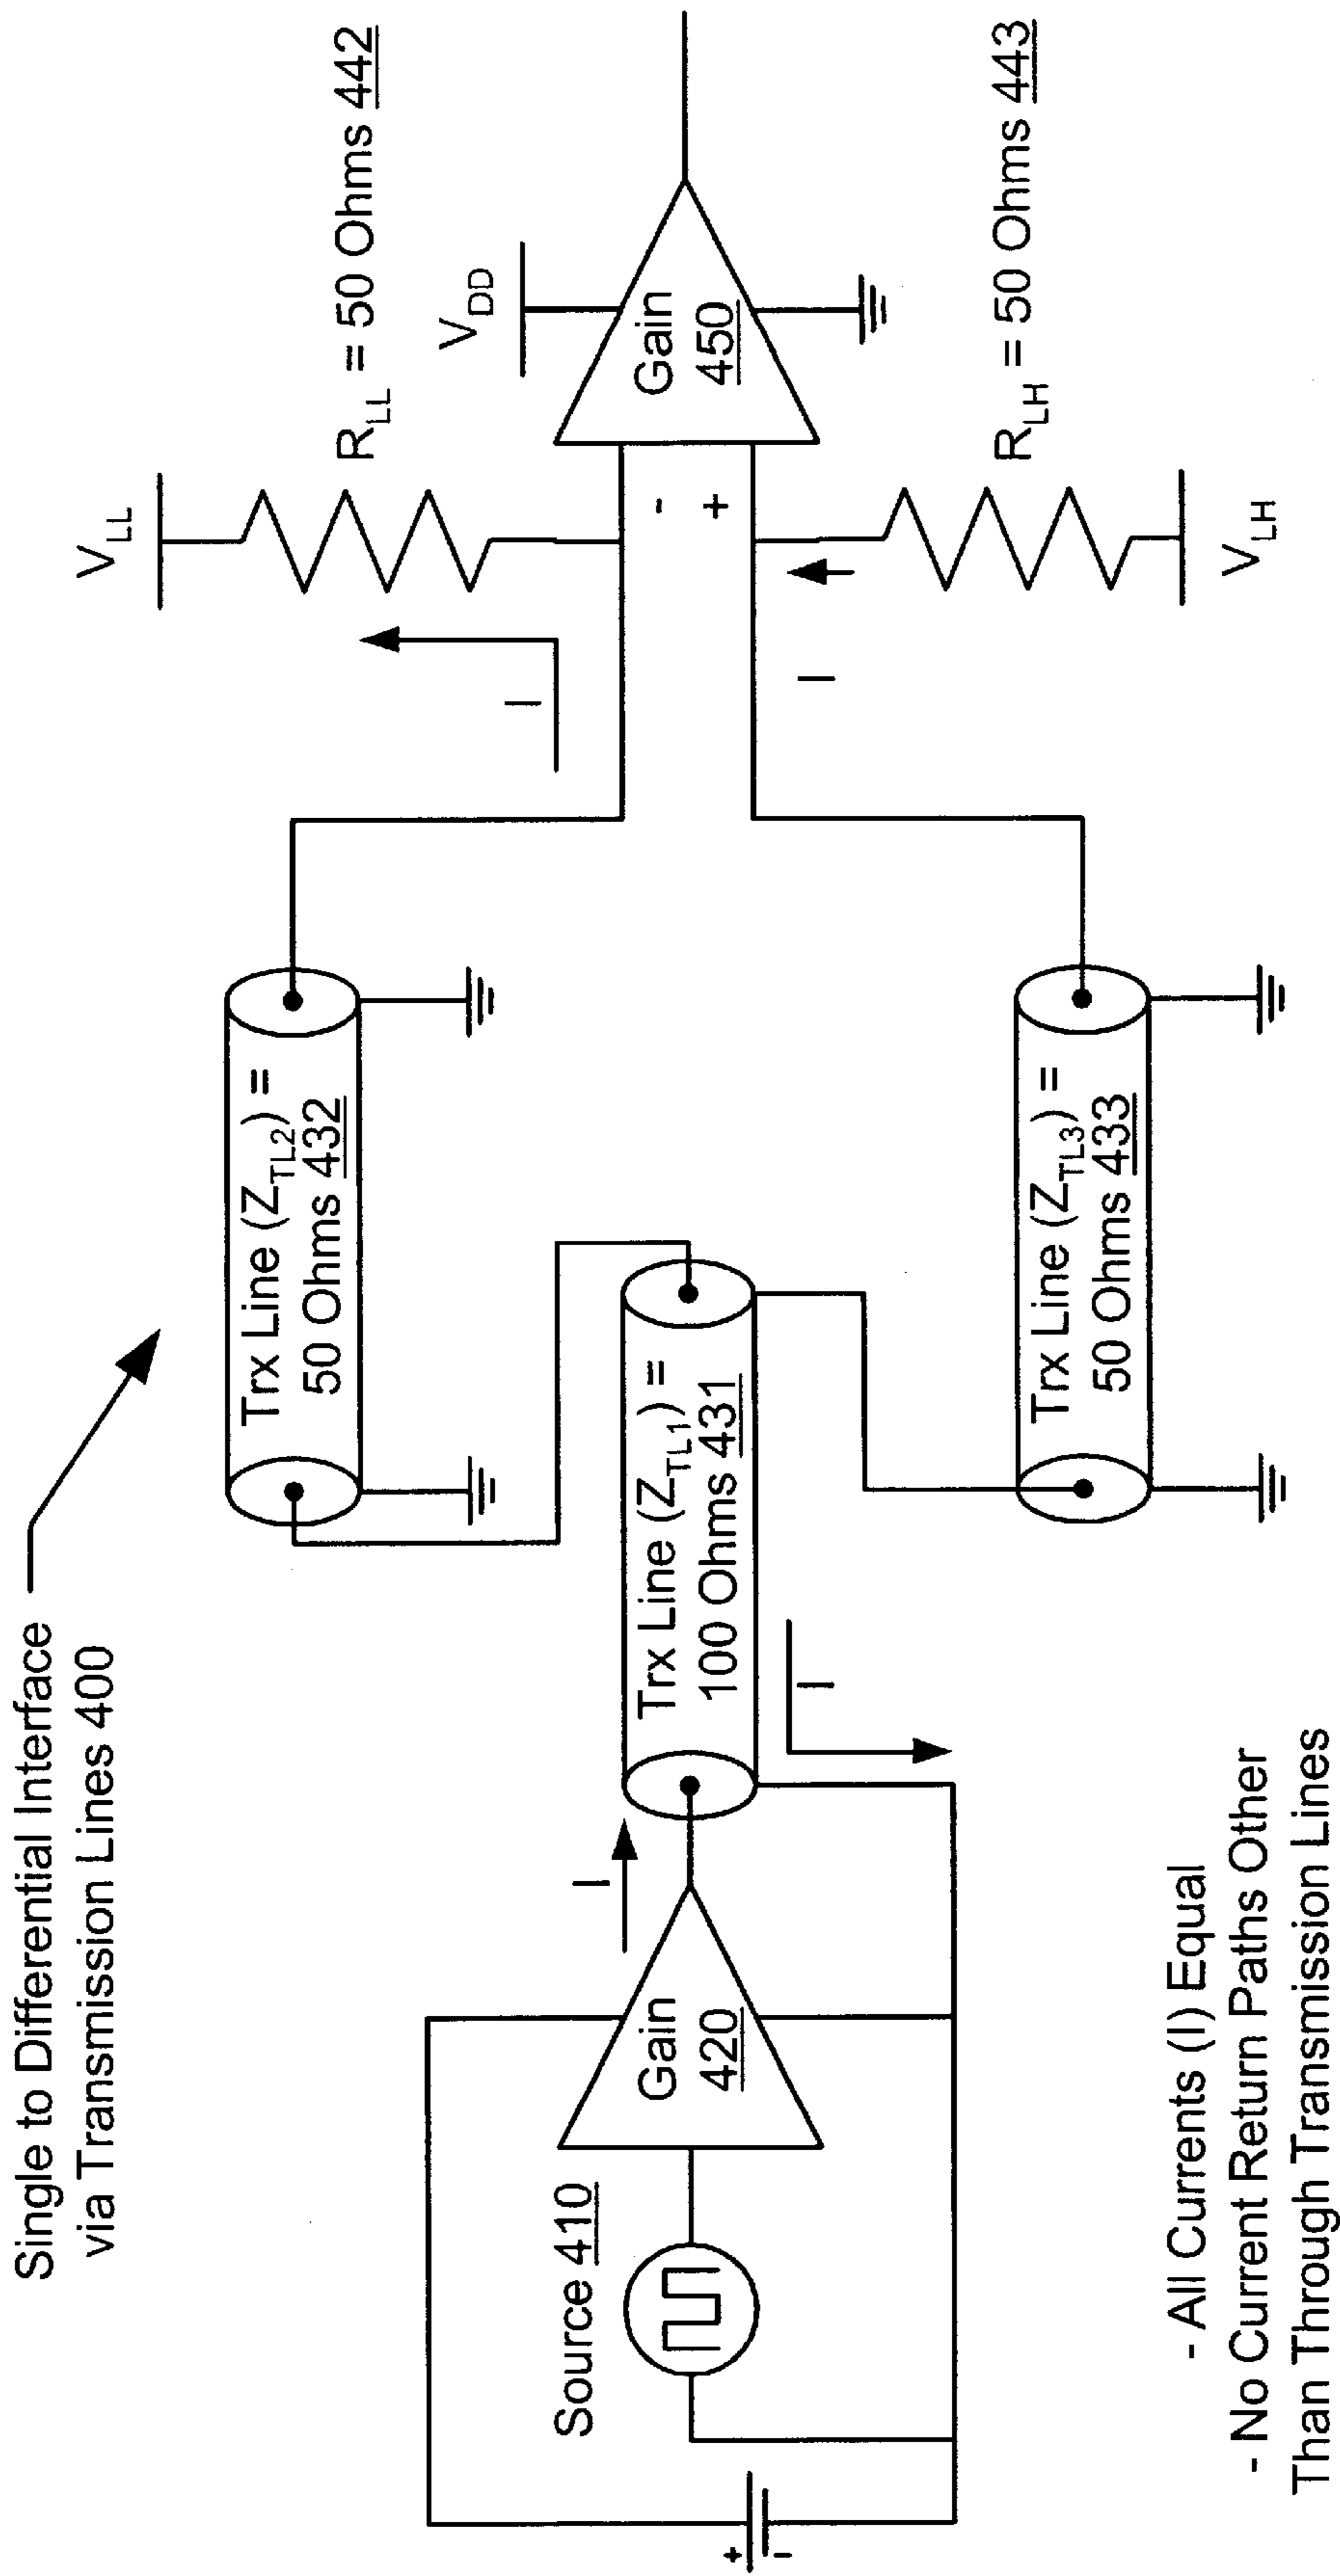 Single to Differential Interface
via Transmission Lines 400
Source 410
Gain
420
I
Trx Line (Z_TL1) =
100 Ohms 431
I
Trx Line (Z_TL2) =
50 Ohms 432
Trx Line (Z_TL3) =
50 Ohms 433
I
I
V_LL
R_LL = 50 Ohms 442
V_DD
Gain
450
-
+
R_LH = 50 Ohms 443
V_LH
+
-
- All Currents (I) Equal
- No Current Return Paths Other
Than Through Transmission Lines